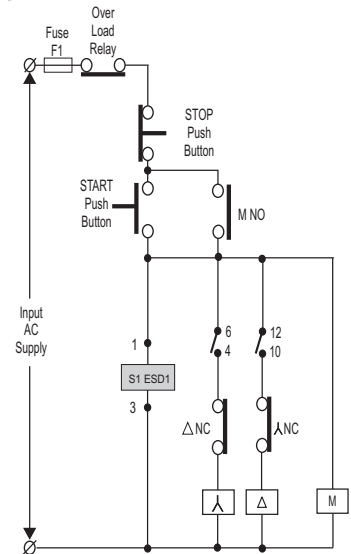 Over
Load
Relay
Fuse
F1
STOP
Push
Button
START
Push
Button
M NO
Input
AC
Supply
1
6
4
12
10
S1 ESD1
3
△ NC
⅄NC
⅄
△
M